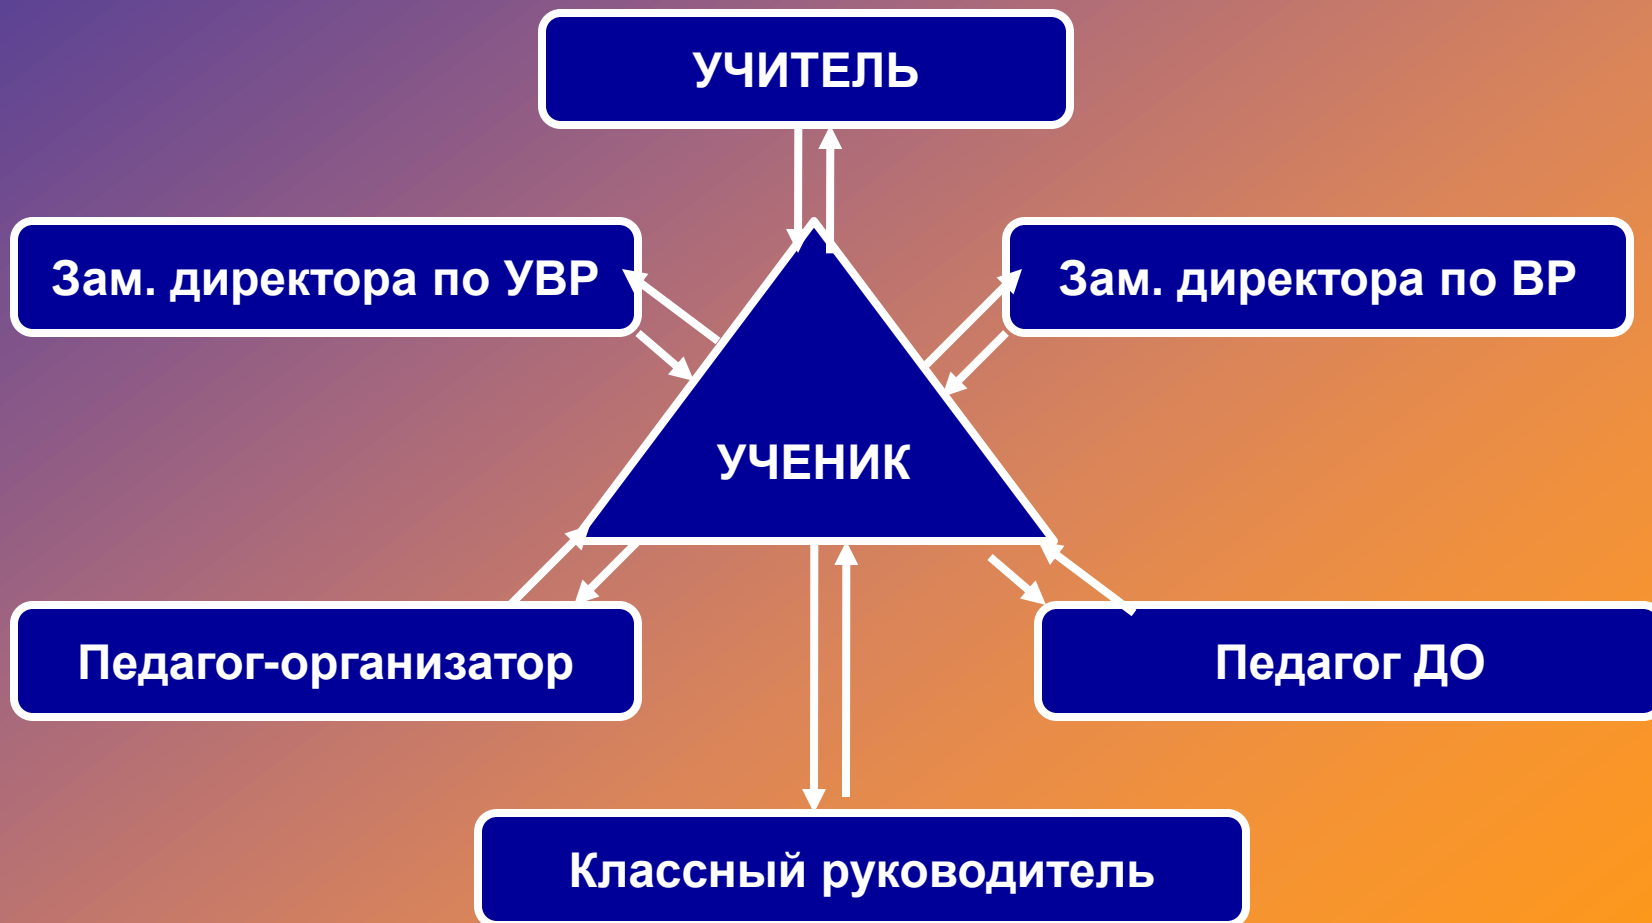 УЧИТЕЛЬ
Зам. директора по УВР
Зам. директора по ВР
УЧЕНИК
Педагог-организатор
Педагог ДО
Классный руководитель